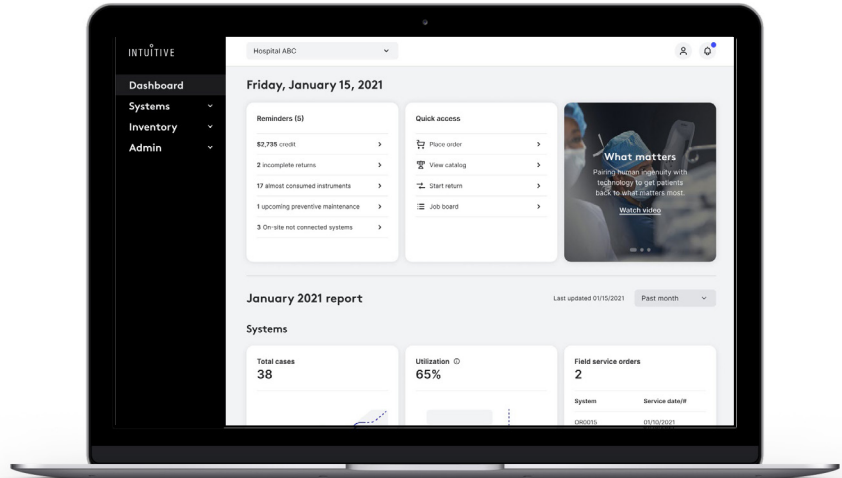 INTUITIVE
Hospital ABC
Dashboard
Systems
Inventory
Admin
Friday, January 15, 2021
Reminders (5)
$2,735 credit
2 incomplete returns
17 almost consumed instruments
1 upcoming preventive maintenance
3 On-site not connected systems
Quick access
Place order
View catalog
Start return
Job board
What matters
Pairing human ingenuity with
technology to get patients
back to what matters most.
Watch video
January 2021 report
Last updated 01/15/2021
Past month
Systems
Total cases
38
Utilization
65%
Field service orders
2
System Service date/#
OR0015 01/10/2021